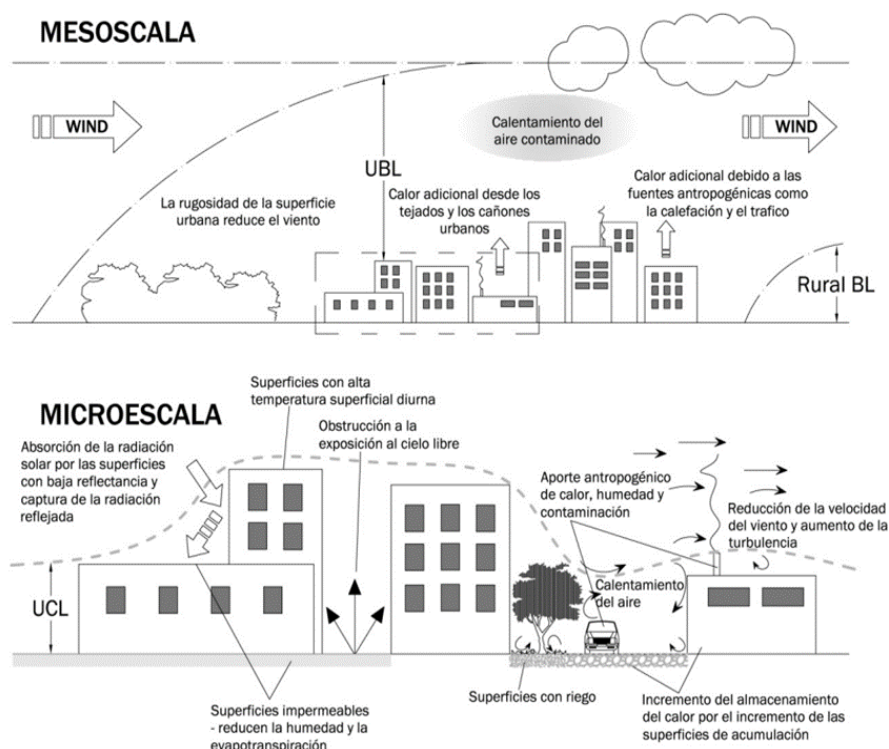 MESOSCALA
WIND
La rugosidad de la superficie
urbana reduce el viento
UBL
Calor adicional desde los
tejados y los cañones
urbanos
Calentamiento del
aire contaminado
WIND
Calor adicional debido a las
fuentes antropogénicas como
la calefación y el trafico
Rural BL
MICROESCALA
Absorción de la radiación
solar por las superficies
con baja reflectancia y
captura de la radiación
reflejada
Superficies con alta
temperatura superficial diurna
Obstrucción a la
exposición al cielo libre
Aporte antropogénico
de calor, humedad y
contaminación
Reducción de la velocidad
del viento y aumento de la
turbulencia
UCL
Calentamiento
del aire
Superficies impermeables
- reducen la humedad y la
evapotranspiración
Superficies con riego
Incremento del almacenamiento
del calor por el incremento de las
superficies de acumulación